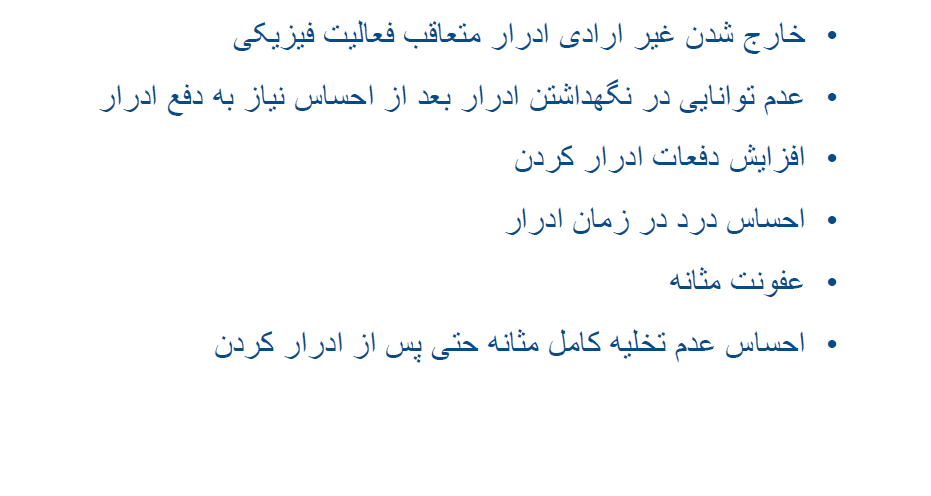 • خارج شدن غیر ارادی ادرار متعاقب فعالیت فیزیکی
• عدم توانایی در نگهداشتن ادرار بعد از احساس نیاز به دفع ادرار
• افزایش دفعات ادرار کردن
• احساس درد در زمان ادرار
• عفونت مثانه
• احساس عدم تخلیه کامل مثانه حتی پس از ادرار کردن